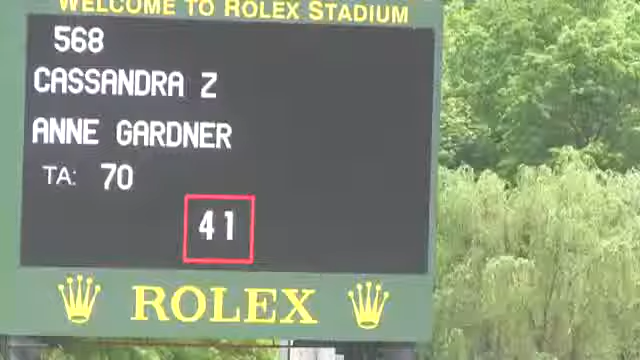 WELCOME TO ROLEX STADIUM
568
CASSANDRA Z
ANNE GARDNER
TA: 70
41
ROLEX